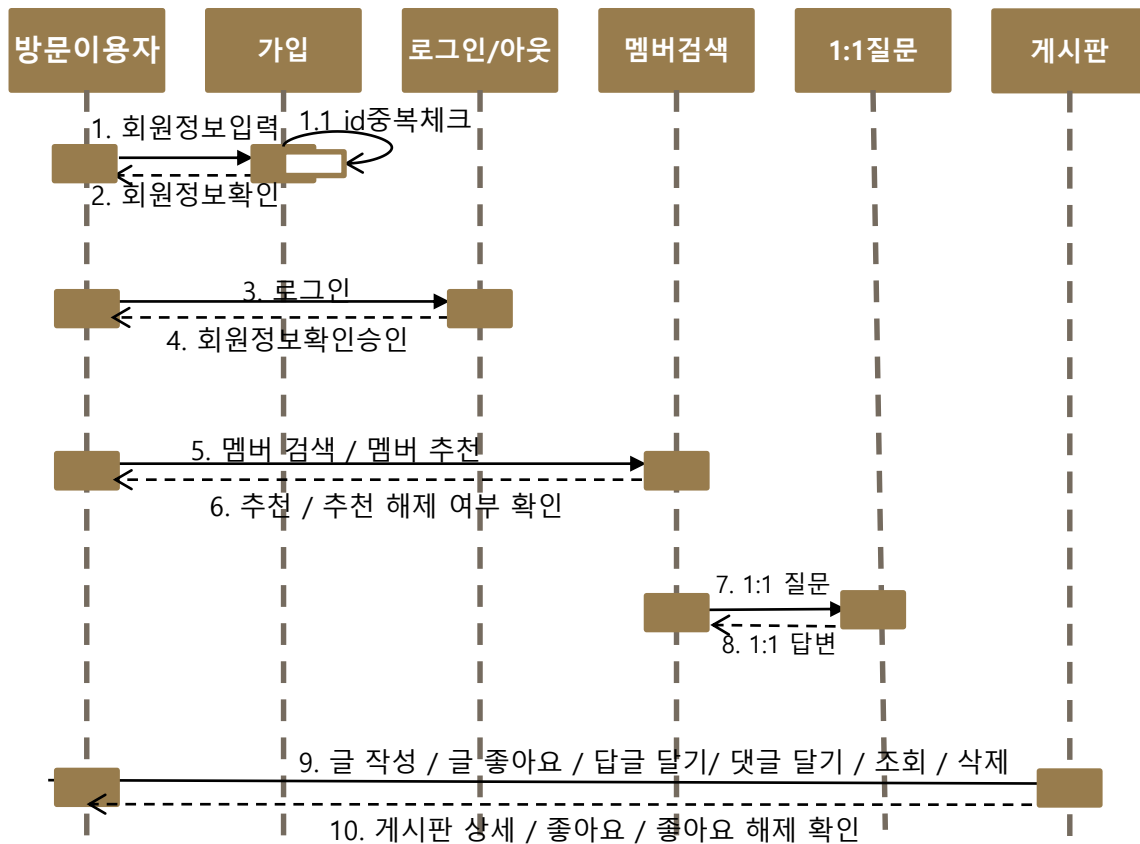 방문이용자
가입
로그인/아웃
멤버검색
1:1질문
게시판
1. 회원정보입력
1.1 id중복체크
2. 회원정보확인
3. 로그인
4. 회원정보확인승인
5. 멤버 검색 / 멤버 추천
6. 추천 / 추천 해제 여부 확인
7. 1:1 질문
8. 1:1 답변
9. 글 작성 / 글 좋아요 / 답글 달기/ 댓글 달기 / 조회 / 삭제
10. 게시판 상세 / 좋아요 / 좋아요 해제 확인